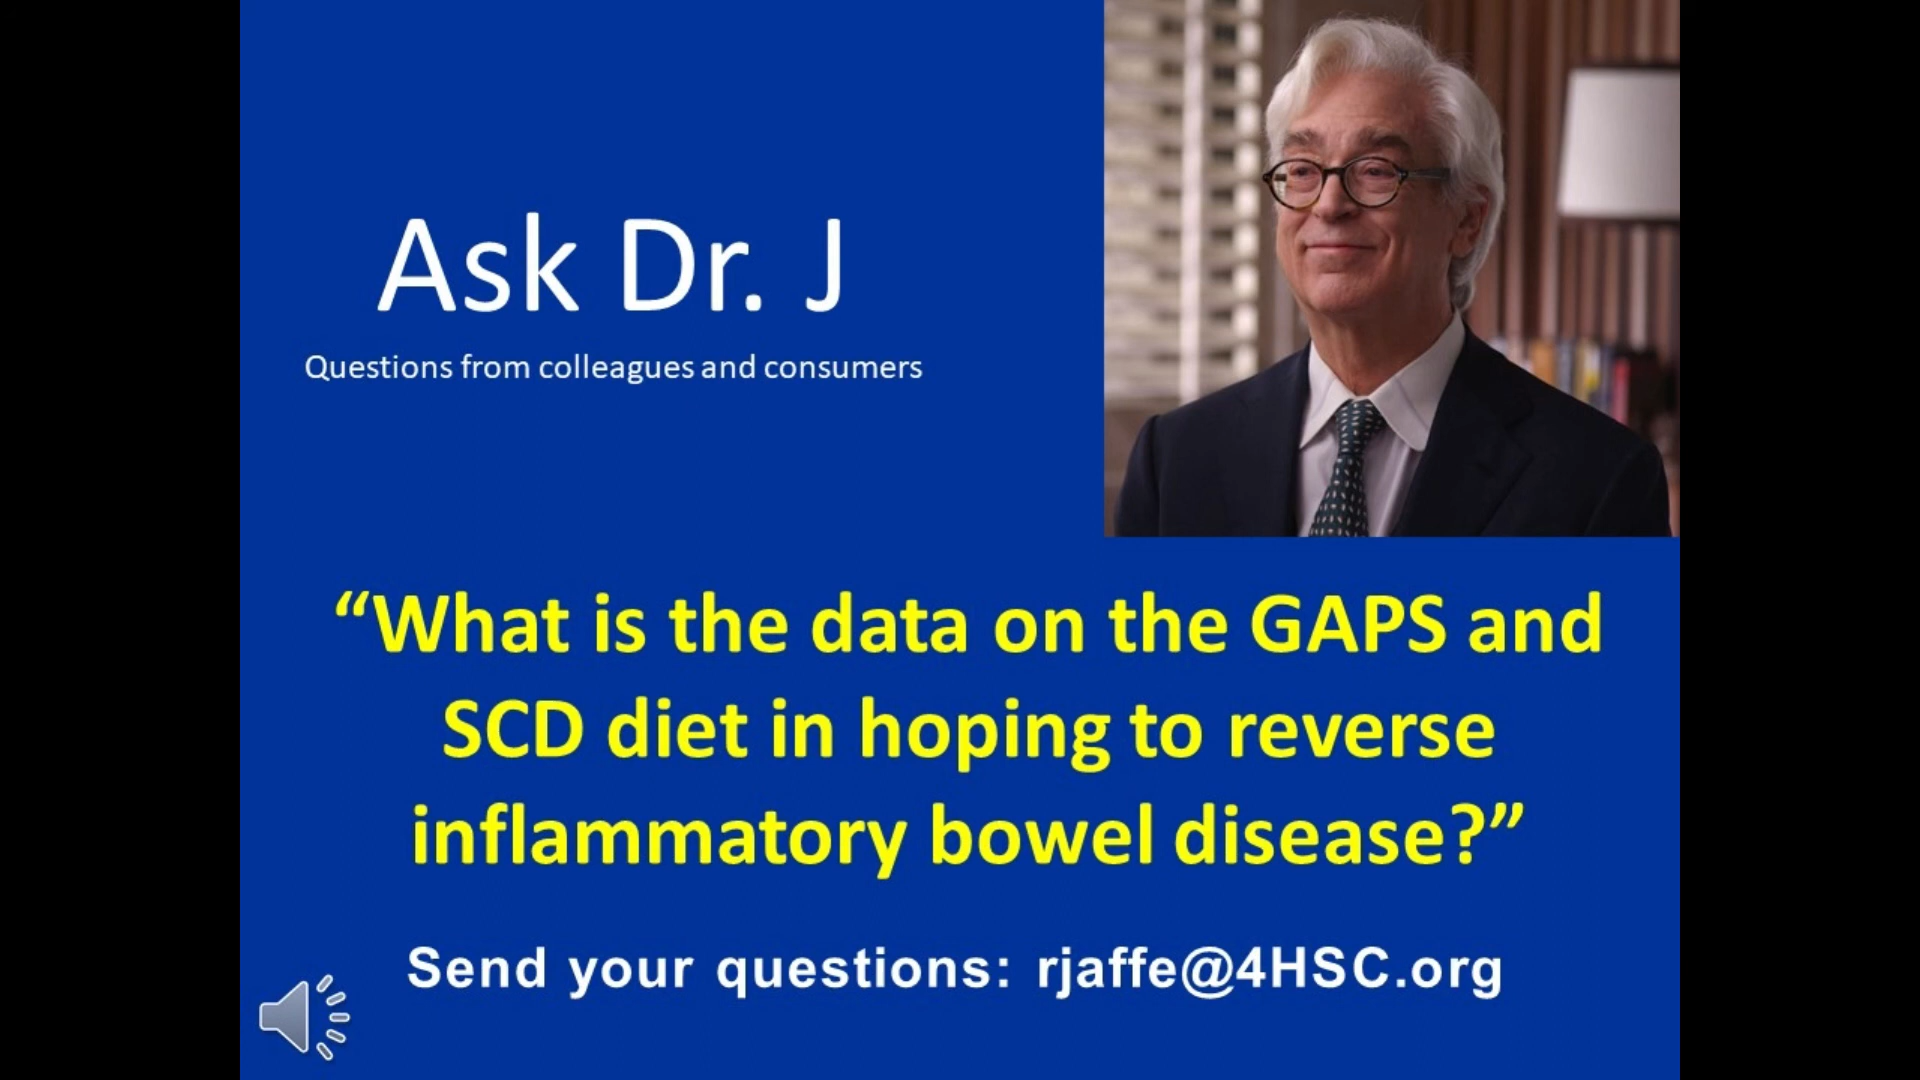 Ask Dr. J
Questions from colleagues and consumers
“What is the data on the GAPS and
SCD diet in hoping to reverse
inflammatory bowel disease?”
Send your questions: rjaffe@4HSC.org